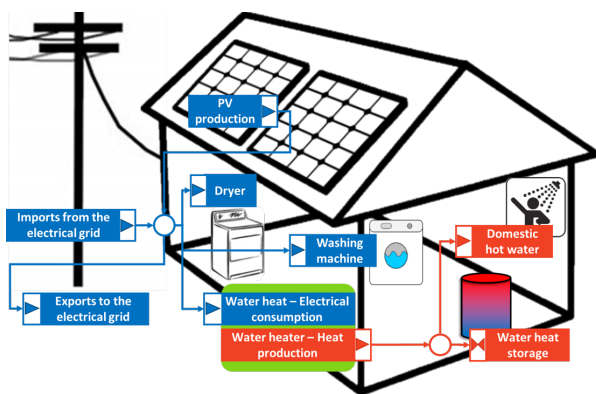 PV
production
Dryer
Imports from the
electrical grid
Washing
machine
Domestic
hot water
Exports to the
electrical grid
Water heat – Electrical
consumption
Water heater – Heat
production
Water heat
storage